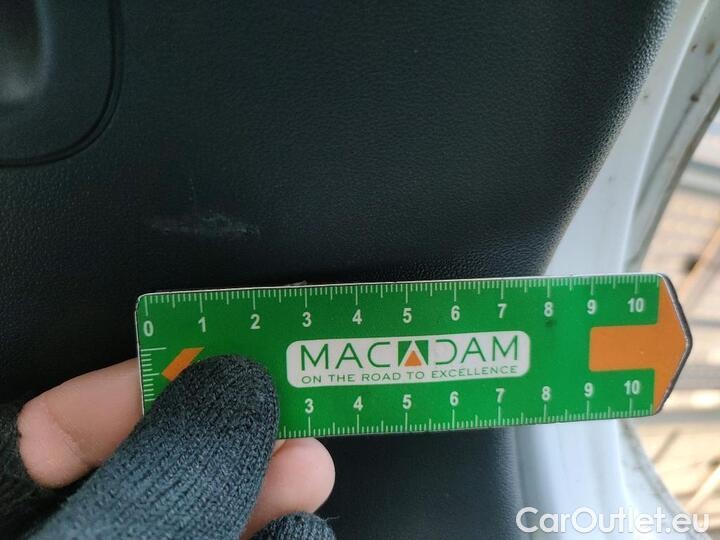 0 1 2 3 4 5 6 7 8 9 10
MACADAM
ON THE ROAD TO EXCELLENCE
3 4 5 6 7 8 9 10
CarOutlet.eu